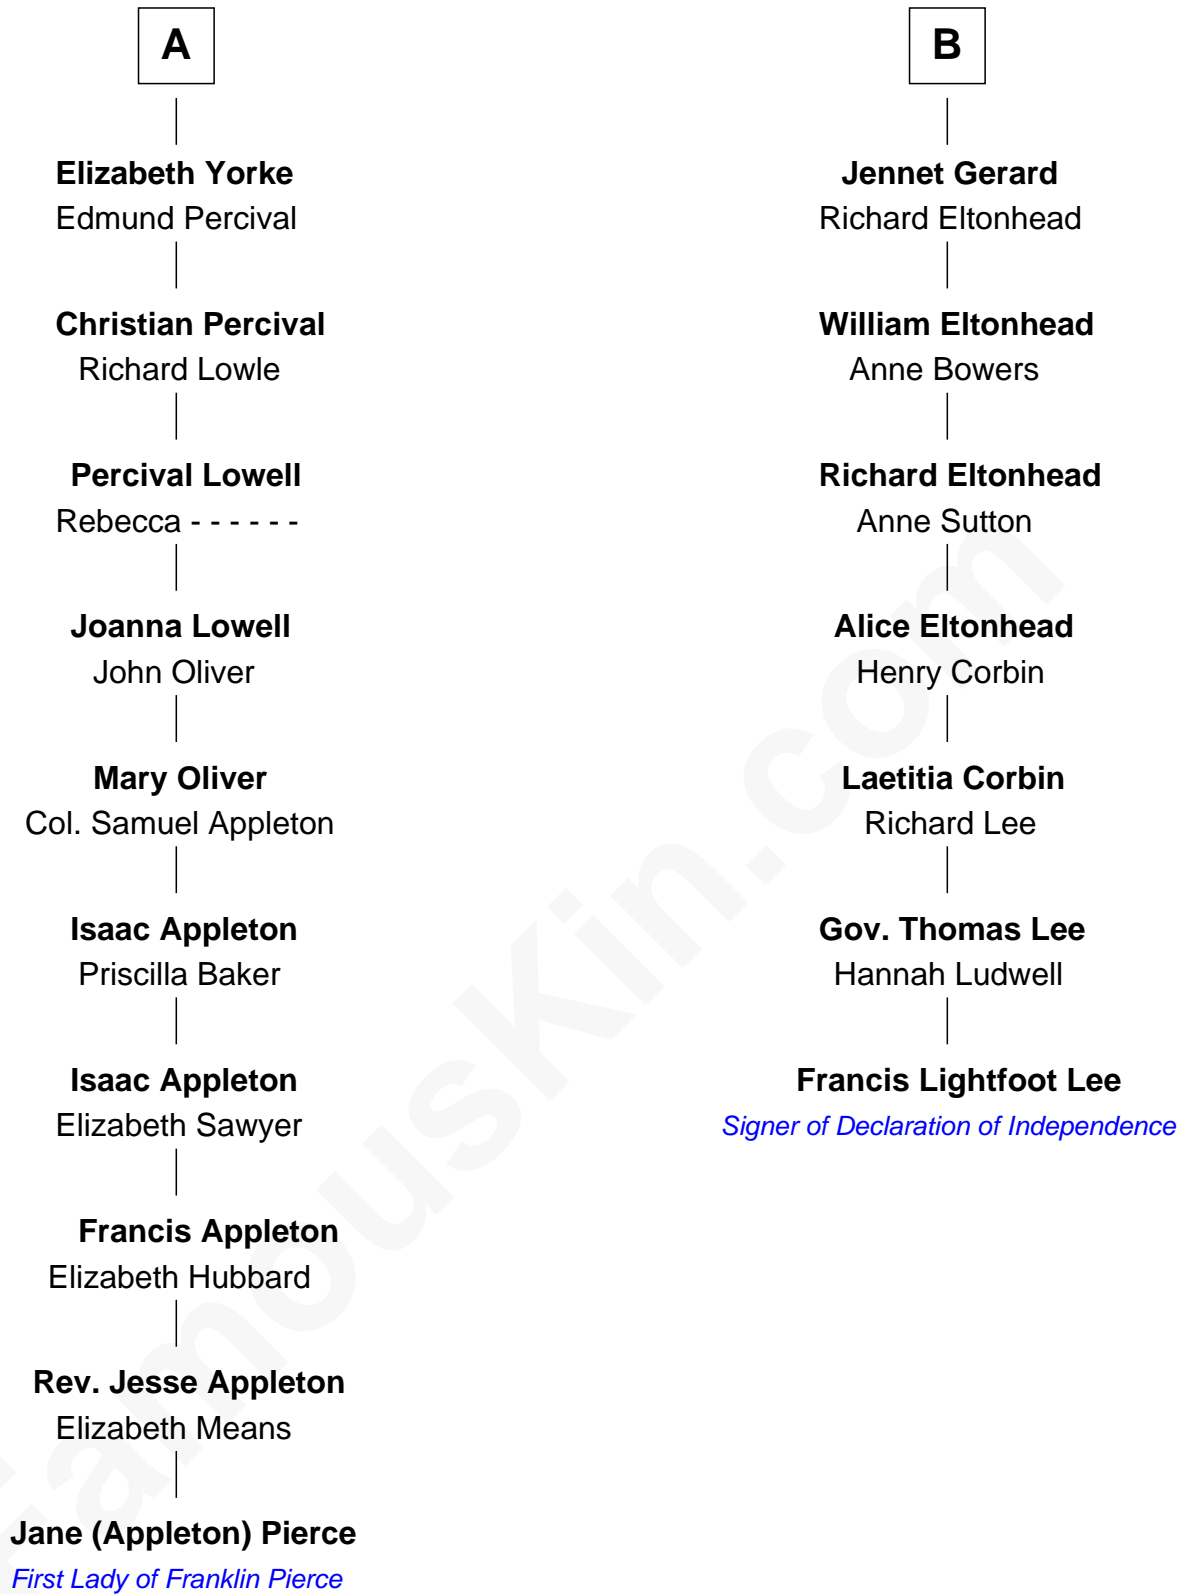 A
Elizabeth Yorke
Edmund Percival
Christian Percival
Richard Lowle
Percival Lowell
Rebecca - - - - - -
Joanna Lowell
John Oliver
Mary Oliver
Col. Samuel Appleton
Isaac Appleton
Priscilla Baker
Isaac Appleton
Elizabeth Sawyer
Francis Appleton
Elizabeth Hubbard
Rev. Jesse Appleton
Elizabeth Means
Jane (Appleton) Pierce
First Lady of Franklin Pierce
B
Jennet Gerard
Richard Eltonhead
William Eltonhead
Anne Bowers
Richard Eltonhead
Anne Sutton
Alice Eltonhead
Henry Corbin
Laetitia Corbin
Richard Lee
Gov. Thomas Lee
Hannah Ludwell
Francis Lightfoot Lee
Signer of Declaration of Independence
FamousKin.com